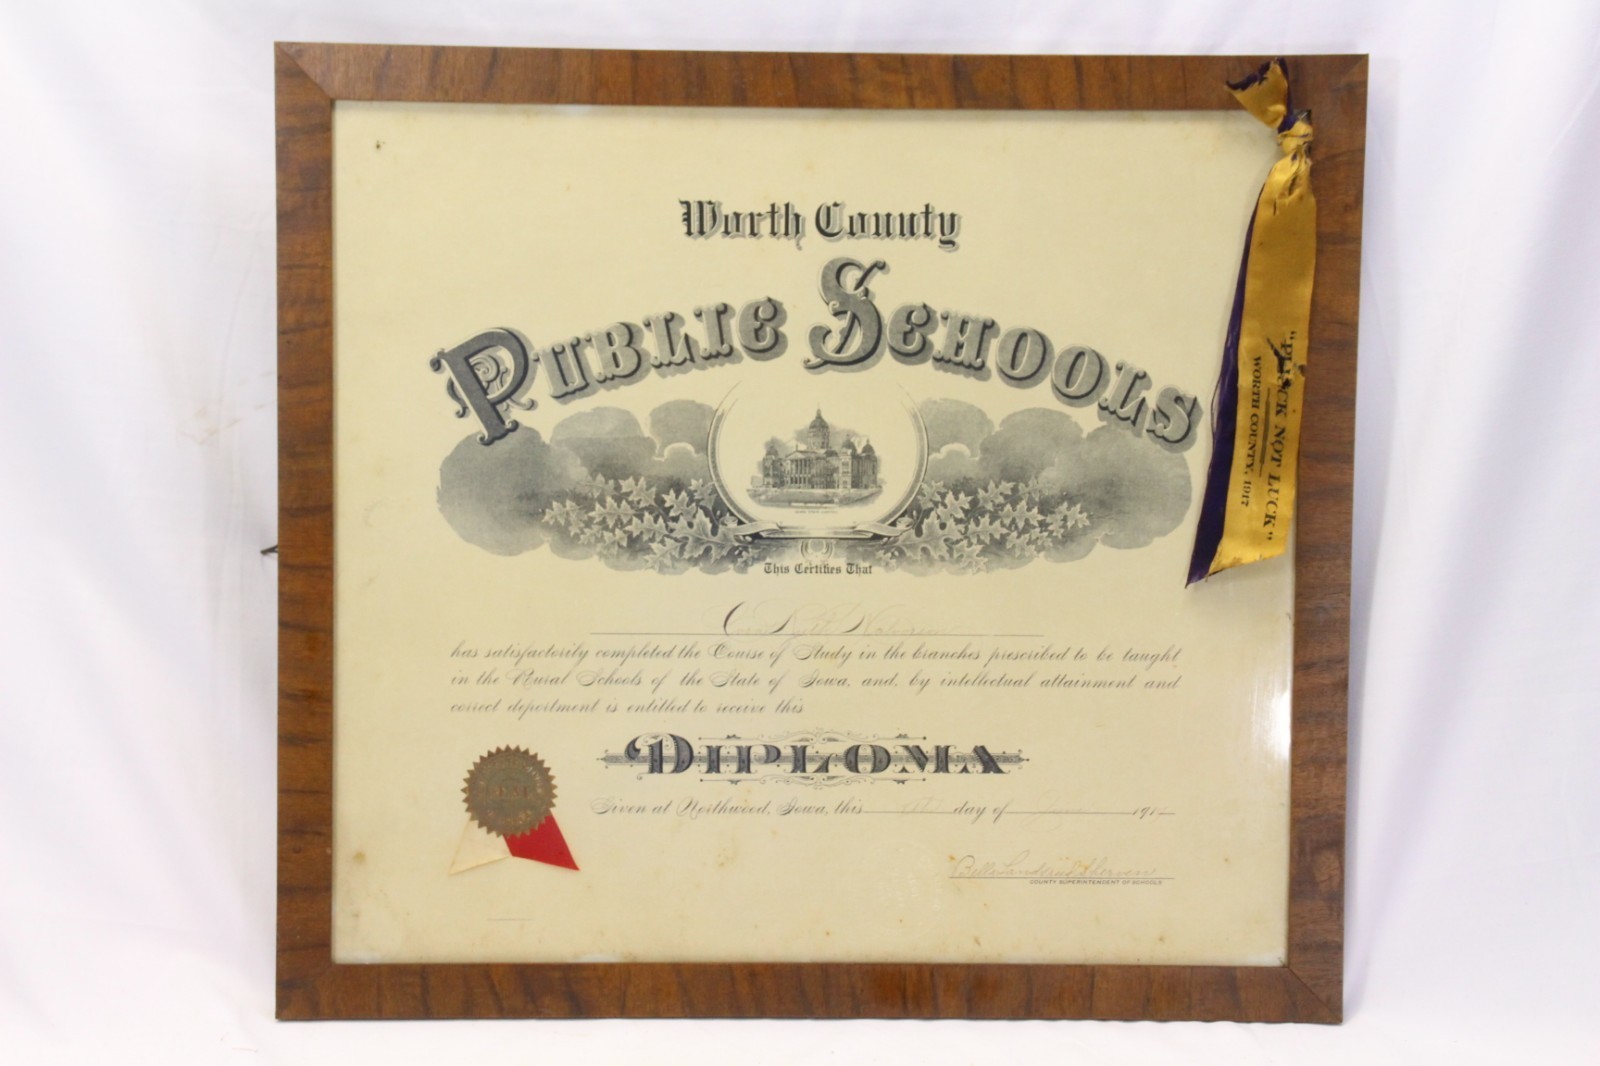 Worth County
PUBLIC SCHOOLS
This Certifies That
Ruth
has satisfactorily completed the Course of Study in the branches prescribed to be taught
in the Rural Schools of the State of Iowa, and, by intellectual attainment and
correct deportment is entitled to receive this
DIPLOMA
Given at Northwood, Iowa, this day of June 1917
COUNTY SUPERINTENDENT OF SCHOOLS
"PLUCK NOT LUCK"
WORTH COUNTY, 1917